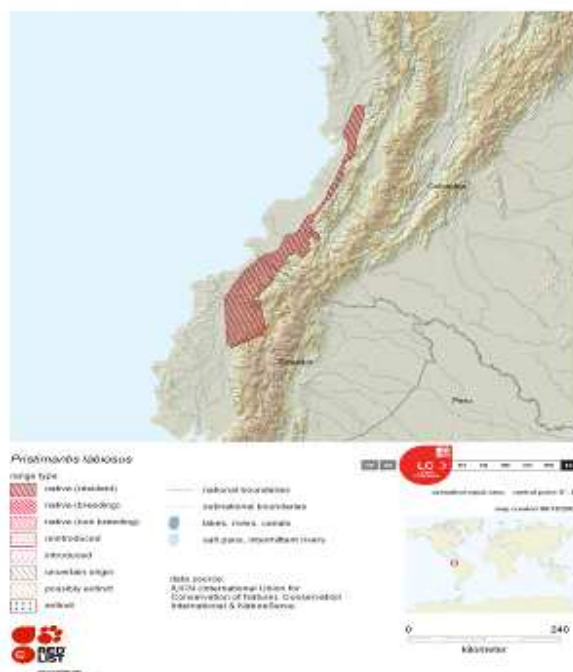 Colombia
Ecuador
Peru
Pristimantis labiosus
range type
native (resident)
native (breeding)
native (non breeding)
reintroduced
introduced
uncertain origin
possibly extinct
extinct
national boundaries
subnational boundaries
lakes, rivers, canals
salt pans, intermittent rivers
data source:
IUCN (International Union for
Conservation of Nature), Conservation
International & NatureServe.
LC
map created
0 240
kilometer
RED
LIST